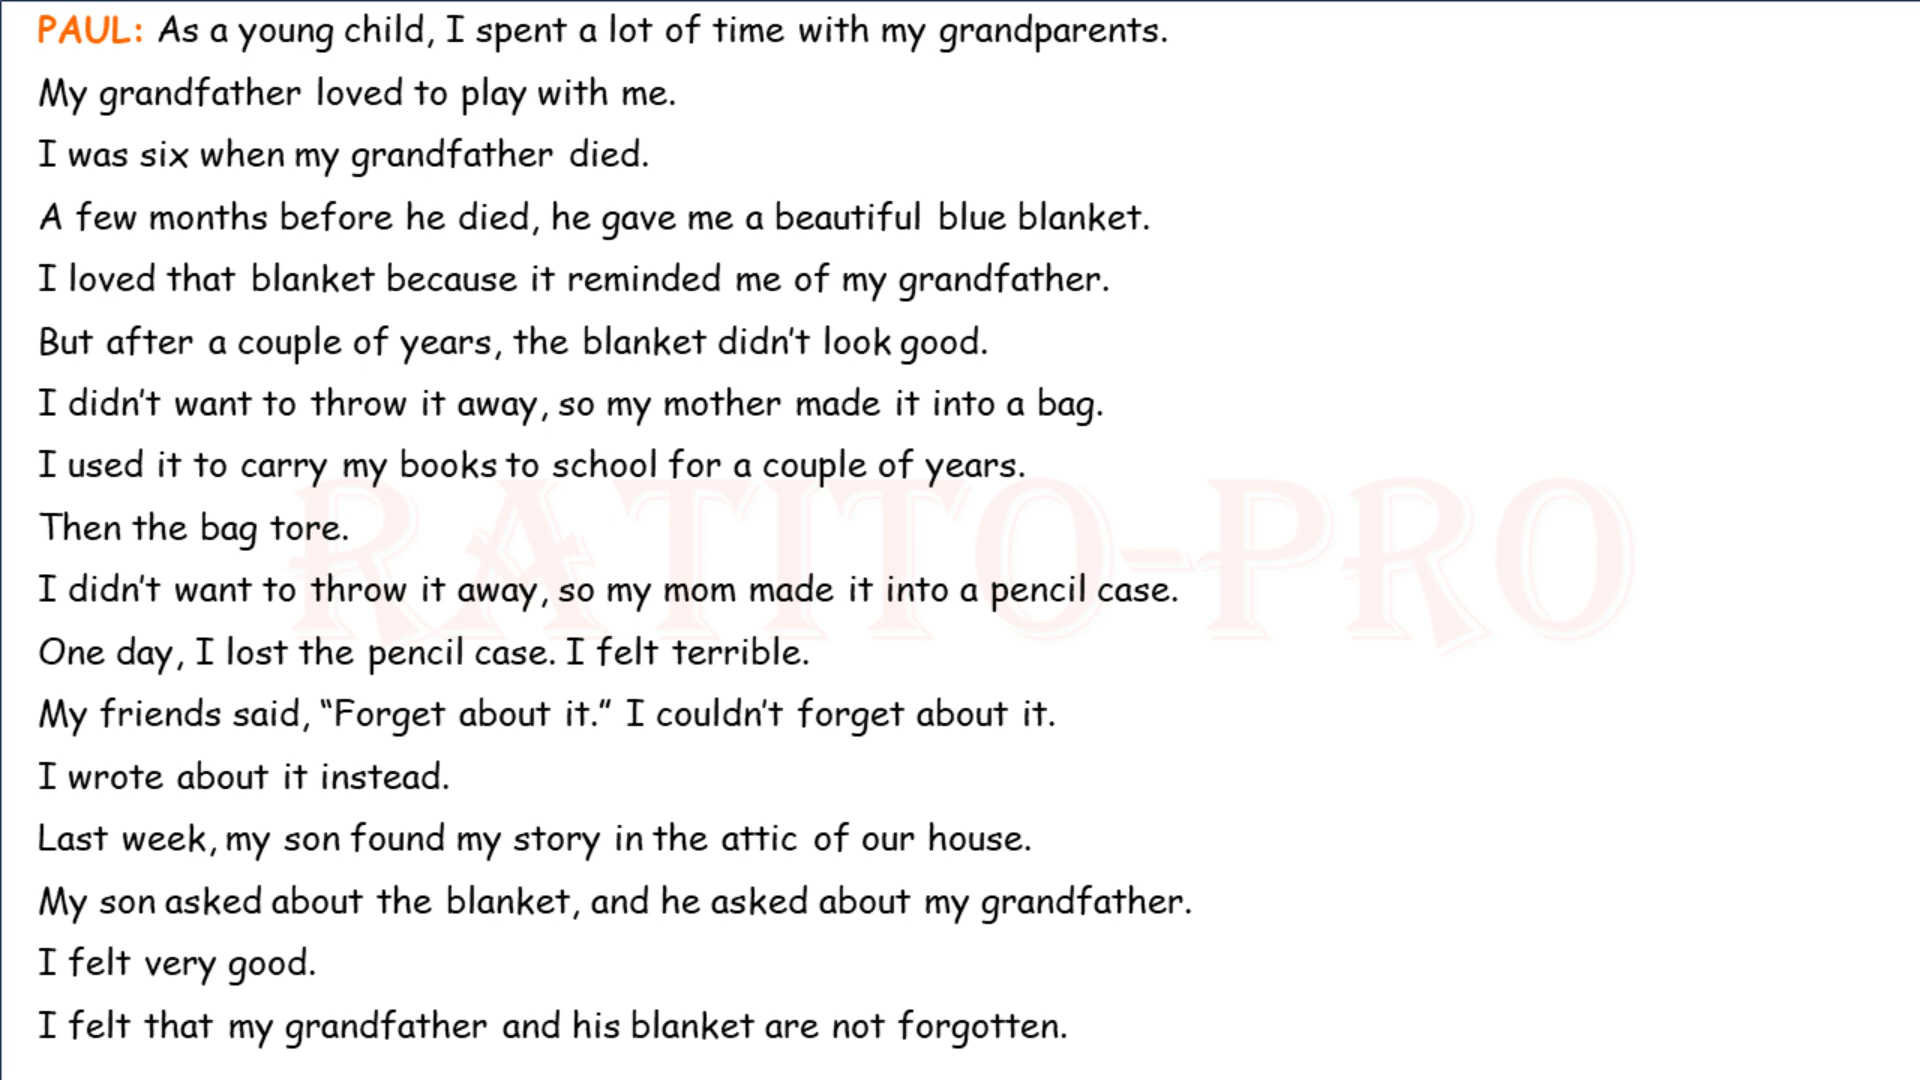 PAUL: As a young child, I spent a lot of time with my grandparents.
My grandfather loved to play with me.
I was six when my grandfather died.
A few months before he died, he gave me a beautiful blue blanket.
I loved that blanket because it reminded me of my grandfather.
But after a couple of years, the blanket didn't look good.
I didn't want to throw it away, so my mother made it into a bag.
I used it to carry my books to school for a couple of years.
Then the bag tore.
RATITO-PRO
I didn't want to throw it away, so my mom made it into a pencil case.
One day, I lost the pencil case. I felt terrible.
My friends said, “Forget about it.” I couldn't forget about it.
I wrote about it instead.
Last week, my son found my story in the attic of our house.
My son asked about the blanket, and he asked about my grandfather.
I felt very good.
I felt that my grandfather and his blanket are not forgotten.